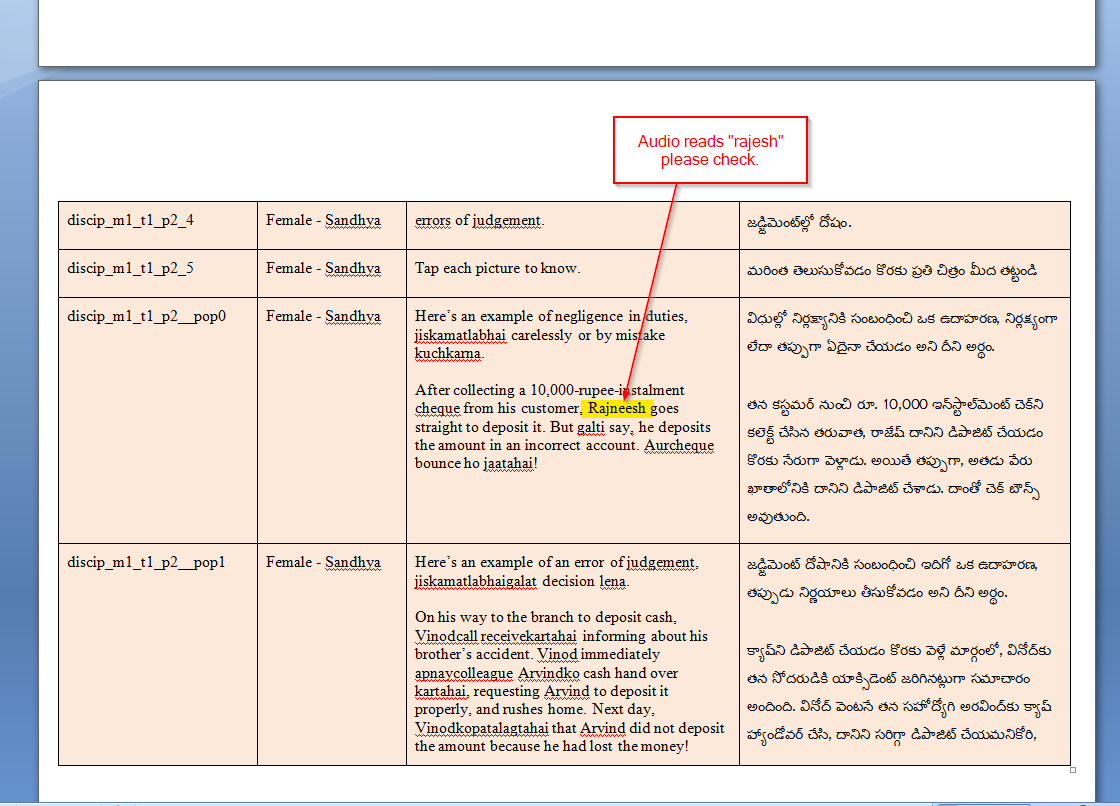 Audio reads "rajesh"
please check.
discip_m1_t1_p2_4
Female - Sandhya
errors of judgement.
జడ్జిమెంట్‌ల్లో దోషం.
discip_m1_t1_p2_5
Female - Sandhya
Tap each picture to know.
మరింత తెలుసుకోవడం కొరకు ప్రతి చిత్రం మీద తట్టండి
discip_m1_t1_p2__pop0
Female - Sandhya
Here's an example of negligence in duties,
jiskamatlabhai carelessly or by mistake
kuchkarna.
After collecting a 10,000-rupee-instalment
cheque from his customer, Rajneesh goes
straight to deposit it. But galti say, he deposits
the amount in an incorrect account. Aurcheque
bounce ho jaatahai!
విధుల్లో నిర్లక్ష్యానికి సంబంధించి ఒక ఉదాహరణ, నిర్లక్ష్యంగా
లేదా తప్పుగా ఏదైనా చేయడం అని దీని అర్థం.
తన కస్టమర్ నుంచి రూ. 10,000 ఇన్‌స్టాల్‌మెంట్ చెక్‌ని
కలెక్ట్ చేసిన తరువాత, రాజేష్ దానిని డిపాజిట్ చేయడం
కొరకు నేరుగా వెళ్లాడు. అయితే తప్పుగా, అతడు వేరు
ఖాతాలోనికి దానిని డిపాజిట్ చేశాడు. దాంతో చెక్ బౌన్స్
అవుతుంది.
discip_m1_t1_p2__pop1
Female - Sandhya
Here's an example of an error of judgement,
jiskamatlabhaigalat decision lena.
On his way to the branch to deposit cash,
Vinodcall receivekartahai informing about his
brother's accident. Vinod immediately
apnaycolleague Arvindko cash hand over
kartahai, requesting Arvind to deposit it
properly, and rushes home. Next day,
Vinodkopatalagtahai that Arvind did not deposit
the amount because he had lost the money!
జడ్జిమెంట్ దోషానికి సంబంధించి ఇదిగో ఒక ఉదాహరణ,
తప్పుడు నిర్ణయాలు తీసుకోవడం అని దీని అర్థం.
క్యాష్‌ని డిపాజిట్ చేయడం కొరకు వెళ్లే మార్గంలో, వినోద్‌కు
తన సోదరుడికి యాక్సిడెంట్ జరిగినట్లుగా సమాచారం
అందింది. వినోద్ వెంటనే తన సహోద్యోగి అరవింద్‌కు క్యాష్
హ్యాండోవర్ చేసి, దానిని సరిగ్గా డిపాజిట్ చేయమనికోరి,